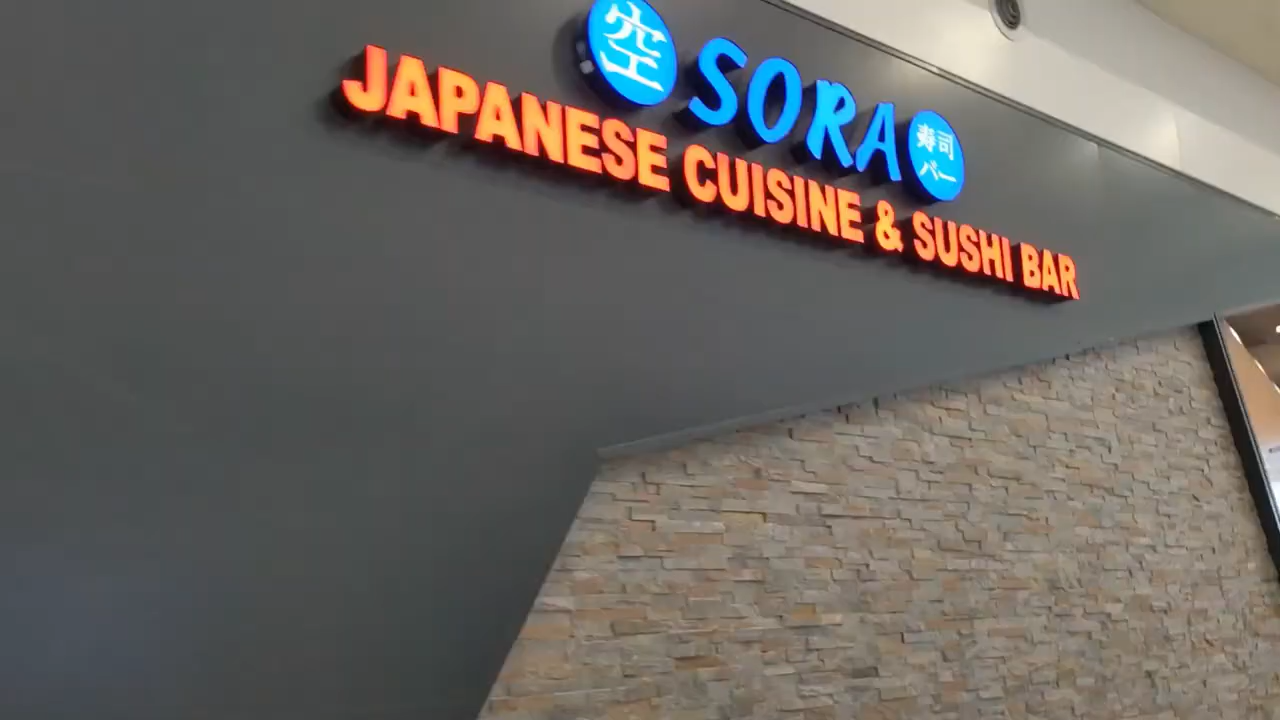 空 SORA 寿司
バー
JAPANESE CUISINE & SUSHI BAR